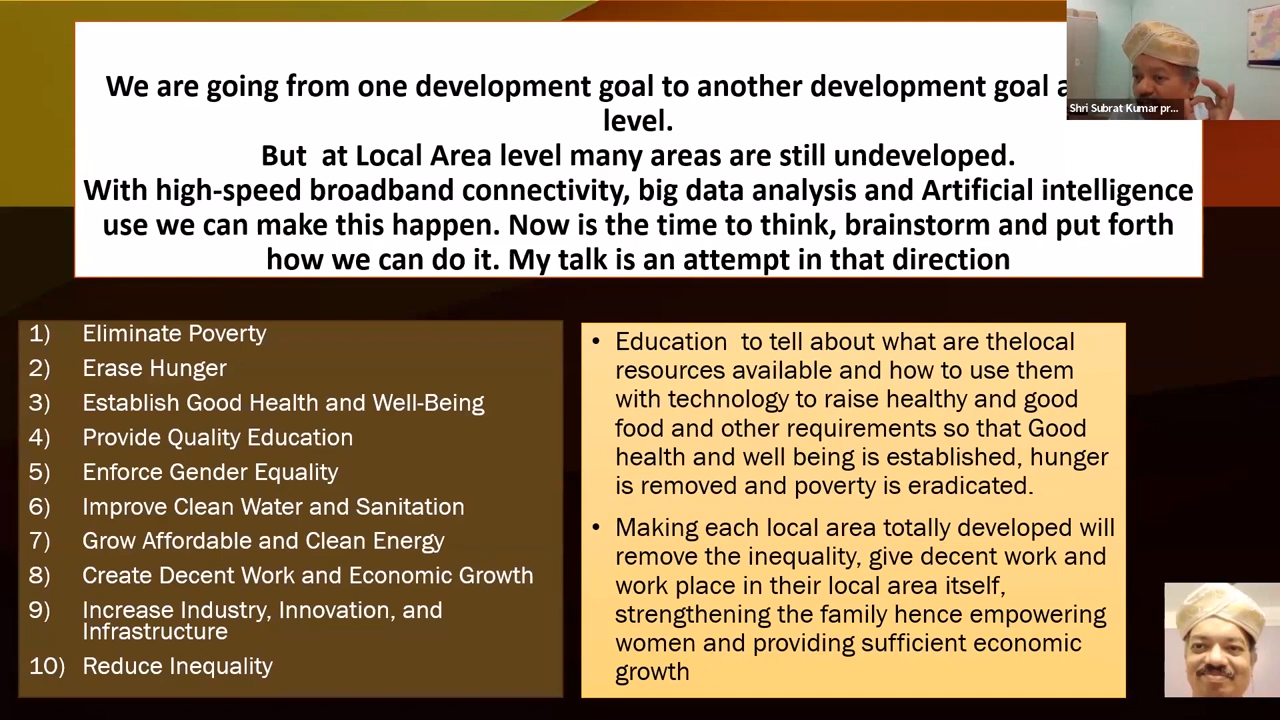 We are going from one development goal to another development goal a
level.
But at Local Area level many areas are still undeveloped.
With high-speed broadband connectivity, big data analysis and Artificial intelligence
use we can make this happen. Now is the time to think, brainstorm and put forth
how we can do it. My talk is an attempt in that direction
Shri Subrat Kumar pr...
1) Eliminate Poverty
2) Erase Hunger
3) Establish Good Health and Well-Being
4) Provide Quality Education
5) Enforce Gender Equality
6) Improve Clean Water and Sanitation
7) Grow Affordable and Clean Energy
8) Create Decent Work and Economic Growth
9) Increase Industry, Innovation, and
Infrastructure
10) Reduce Inequality
• Education to tell about what are thelocal
resources available and how to use them
with technology to raise healthy and good
food and other requirements so that Good
health and well being is established, hunger
is removed and poverty is eradicated.
• Making each local area totally developed will
remove the inequality, give decent work and
work place in their local area itself,
strengthening the family hence empowering
women and providing sufficient economic
growth